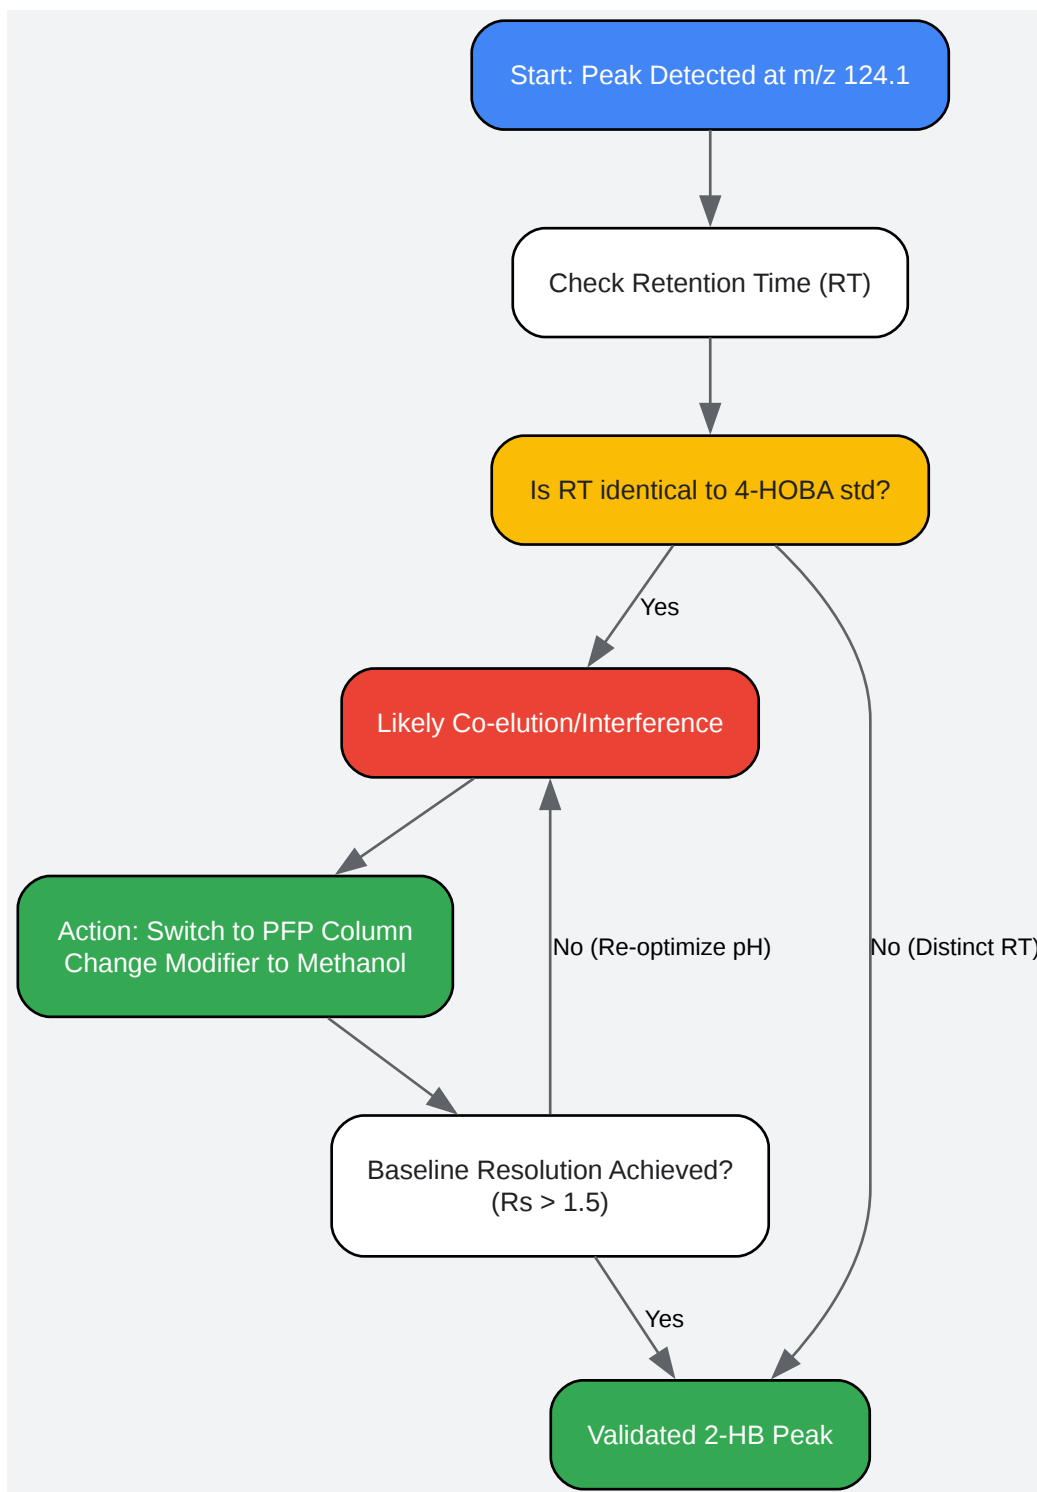 Start: Peak Detected at m/z 124.1
Check Retention Time (RT)
Is RT identical to 4-HOBA std?
Yes
Likely Co-elution/Interference
Action: Switch to PFP Column
Change Modifier to Methanol
No (Re-optimize pH)
No (Distinct RT)
Baseline Resolution Achieved?
(Rs > 1.5)
Yes
Validated 2-HB Peak